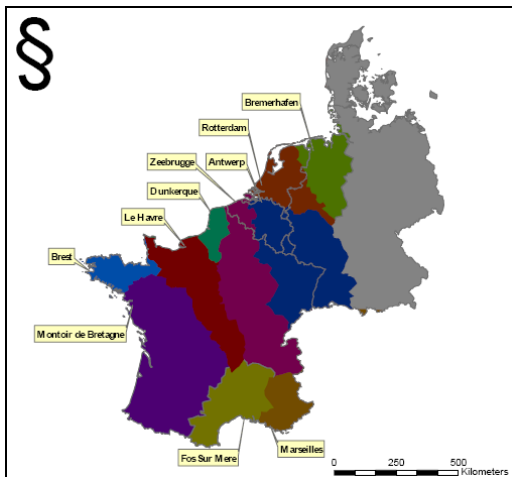 §
Bremerhafen
Rotterdam
Zeebrugge
Antwerp
Dunkerque
Le Havre
Brest
Montoir de Bretagne
Marseilles
Fos Sur Mere
0 250 500
Kilometers